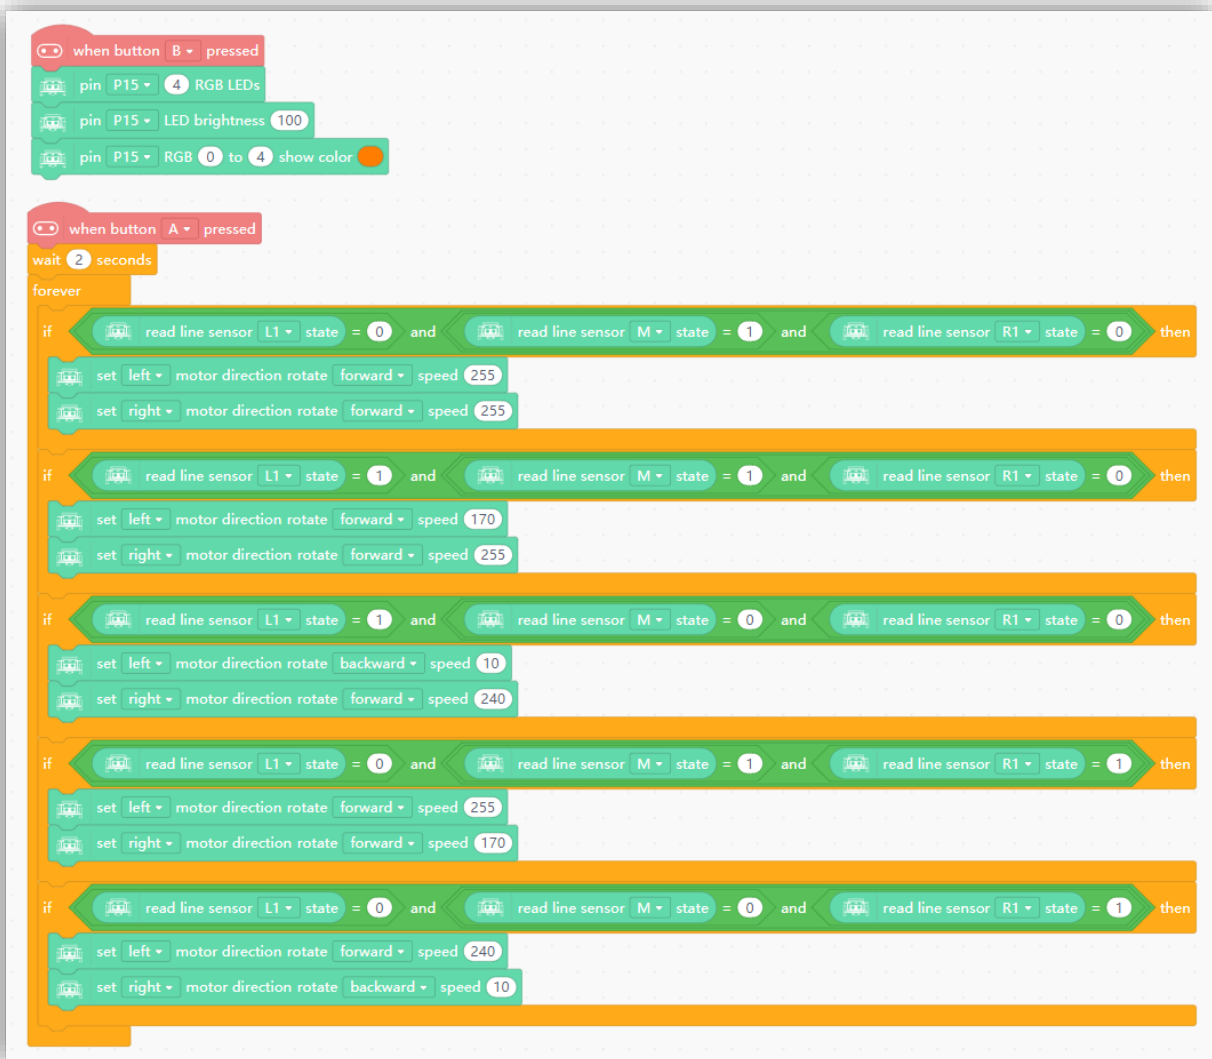 when button B pressed
pin P15 4 RGB LEDs
pin P15 LED brightness 100
pin P15 RGB 0 to 4 show color
when button A pressed
wait 2 seconds
forever
if read line sensor L1 state = 0 and read line sensor M state = 1 and read line sensor R1 state = 0 then
set left motor direction rotate forward speed 255
set right motor direction rotate forward speed 255
if read line sensor L1 state = 1 and read line sensor M state = 1 and read line sensor R1 state = 0 then
set left motor direction rotate forward speed 170
set right motor direction rotate forward speed 255
if read line sensor L1 state = 1 and read line sensor M state = 0 and read line sensor R1 state = 0 then
set left motor direction rotate backward speed 10
set right motor direction rotate forward speed 240
if read line sensor L1 state = 0 and read line sensor M state = 1 and read line sensor R1 state = 1 then
set left motor direction rotate forward speed 255
set right motor direction rotate forward speed 170
if read line sensor L1 state = 0 and read line sensor M state = 0 and read line sensor R1 state = 1 then
set left motor direction rotate forward speed 240
set right motor direction rotate backward speed 10